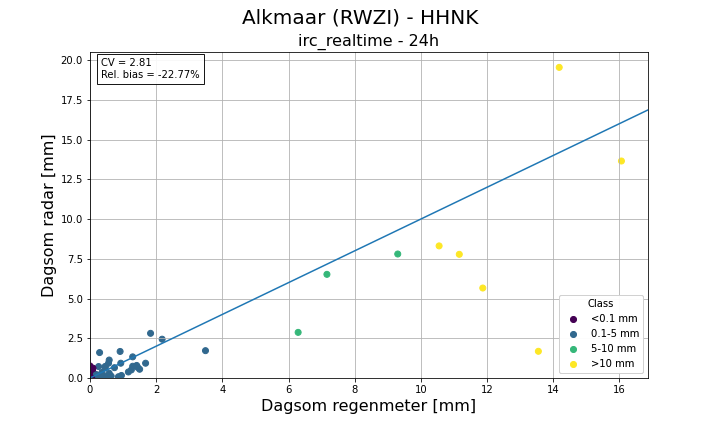 Alkmaar (RWZI) - HHNK
irc_realtime - 24h
CV = 2.81
Rel. bias = -22.77%
Dagsom radar [mm]
20.0
17.5
15.0
12.5
10.0
7.5
5.0
2.5
0.0
0 2 4 6 8 10 12 14 16
Dagsom regenmeter [mm]
Class
<0.1 mm
0.1-5 mm
5-10 mm
>10 mm